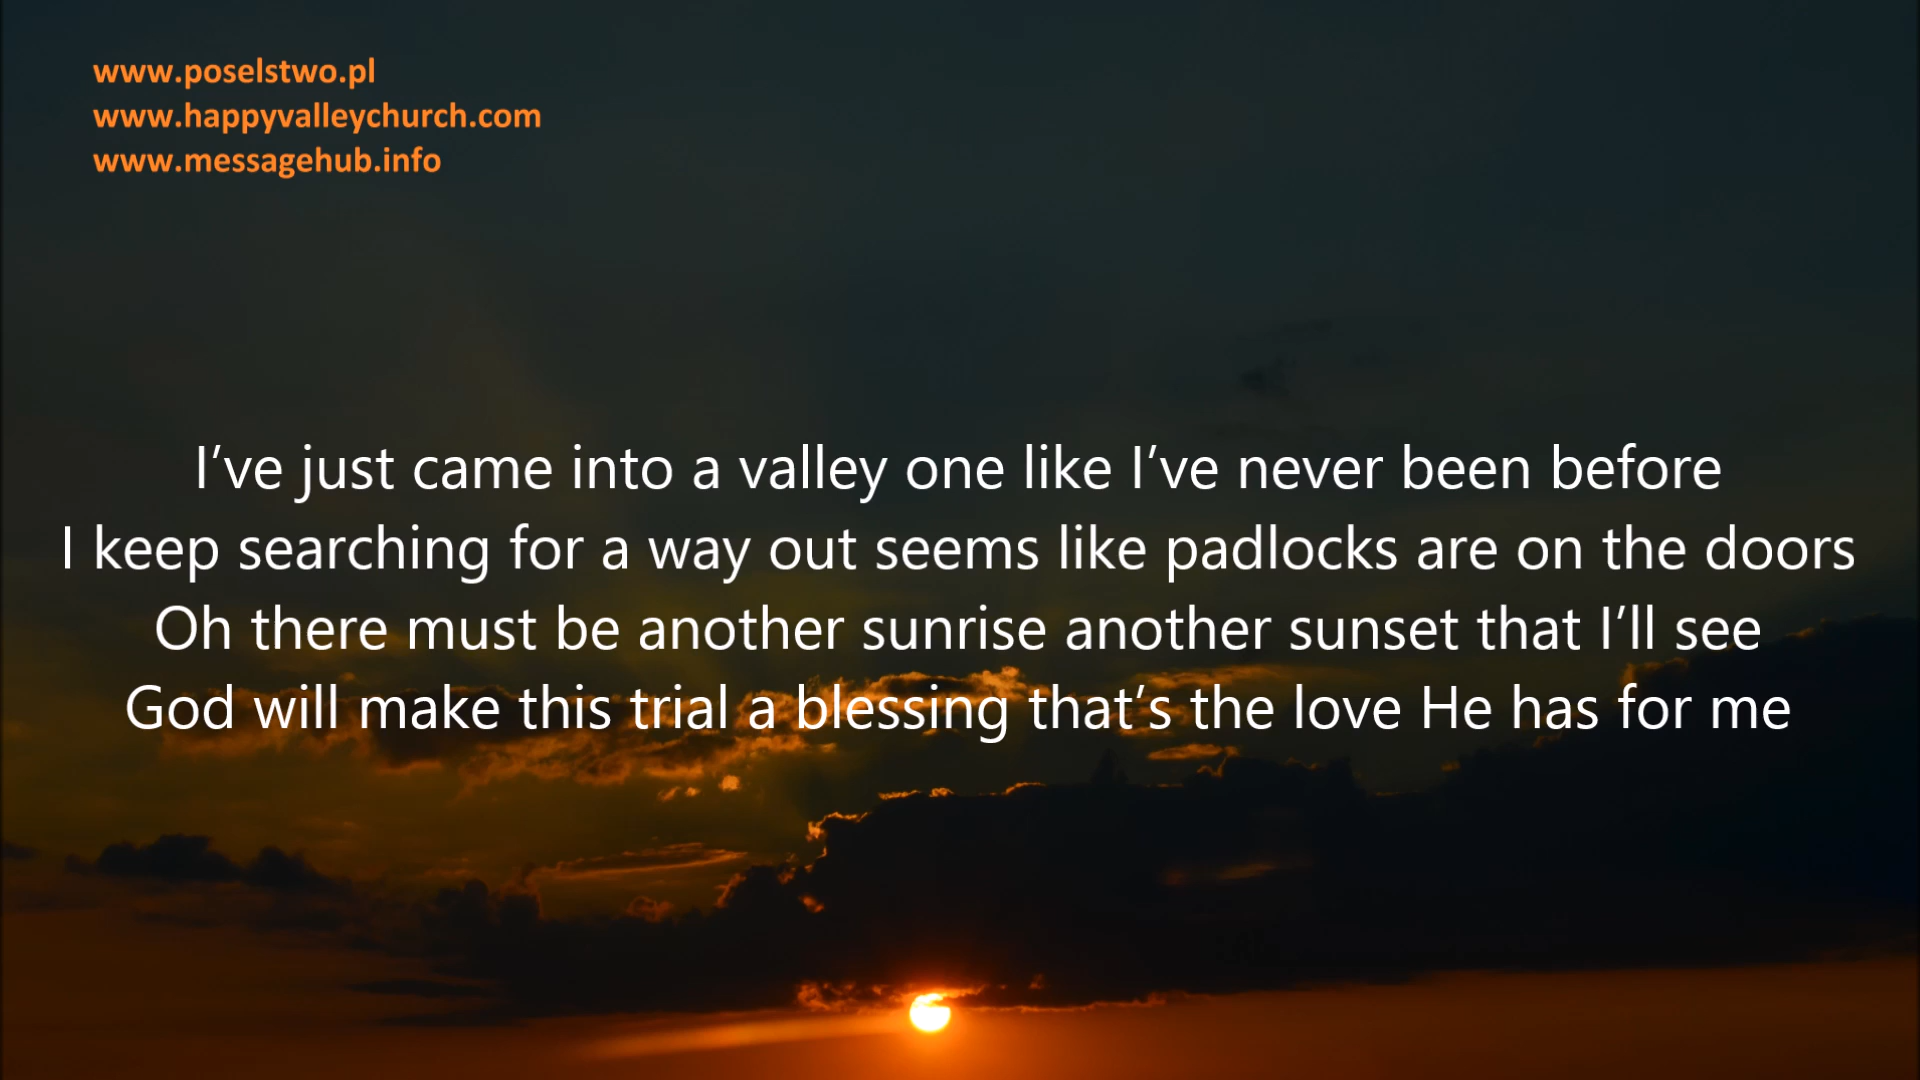 www.poselstwo.pl
www.happyvalleychurch.com
www.messagehub.info
I’ve just came into a valley one like I’ve never been before
I keep searching for a way out seems like padlocks are on the doors
Oh there must be another sunrise another sunset that I’ll see
God will make this trial a blessing that’s the love He has for me